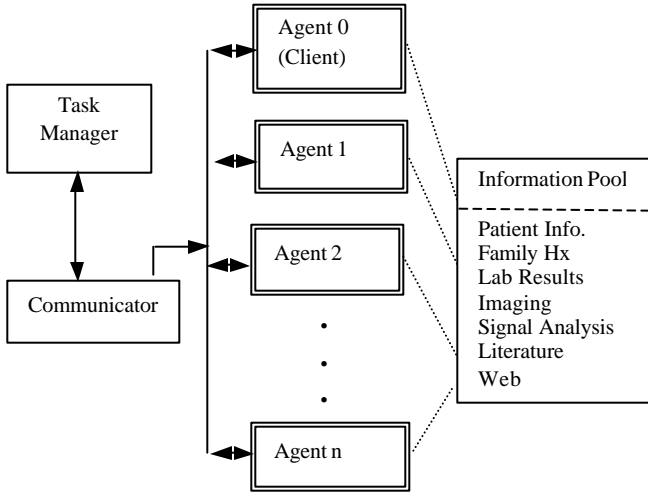 Agent 0
(Client)
Task
Manager
Agent 1
Information Pool
Patient Info.
Family Hx
Lab Results
Imaging
Signal Analysis
Literature
Web
Agent 2
Communicator
Agent n